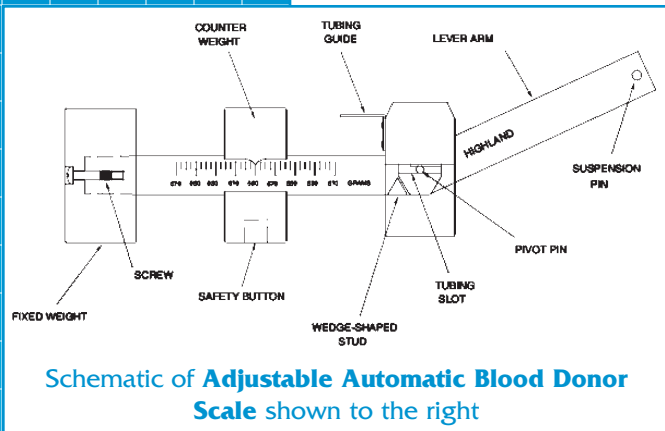 COUNTER
WEIGHT
TUBING
GUIDE
LEVER ARM
HIGHLAND
SUSPENSION
PIN
GRAMS
PIVOT PIN
SCREW
SAFETY BUTTON
TUBING
SLOT
FIXED WEIGHT
WEDGE-SHAPED
STUD
Schematic of Adjustable Automatic Blood Donor
Scale shown to the right